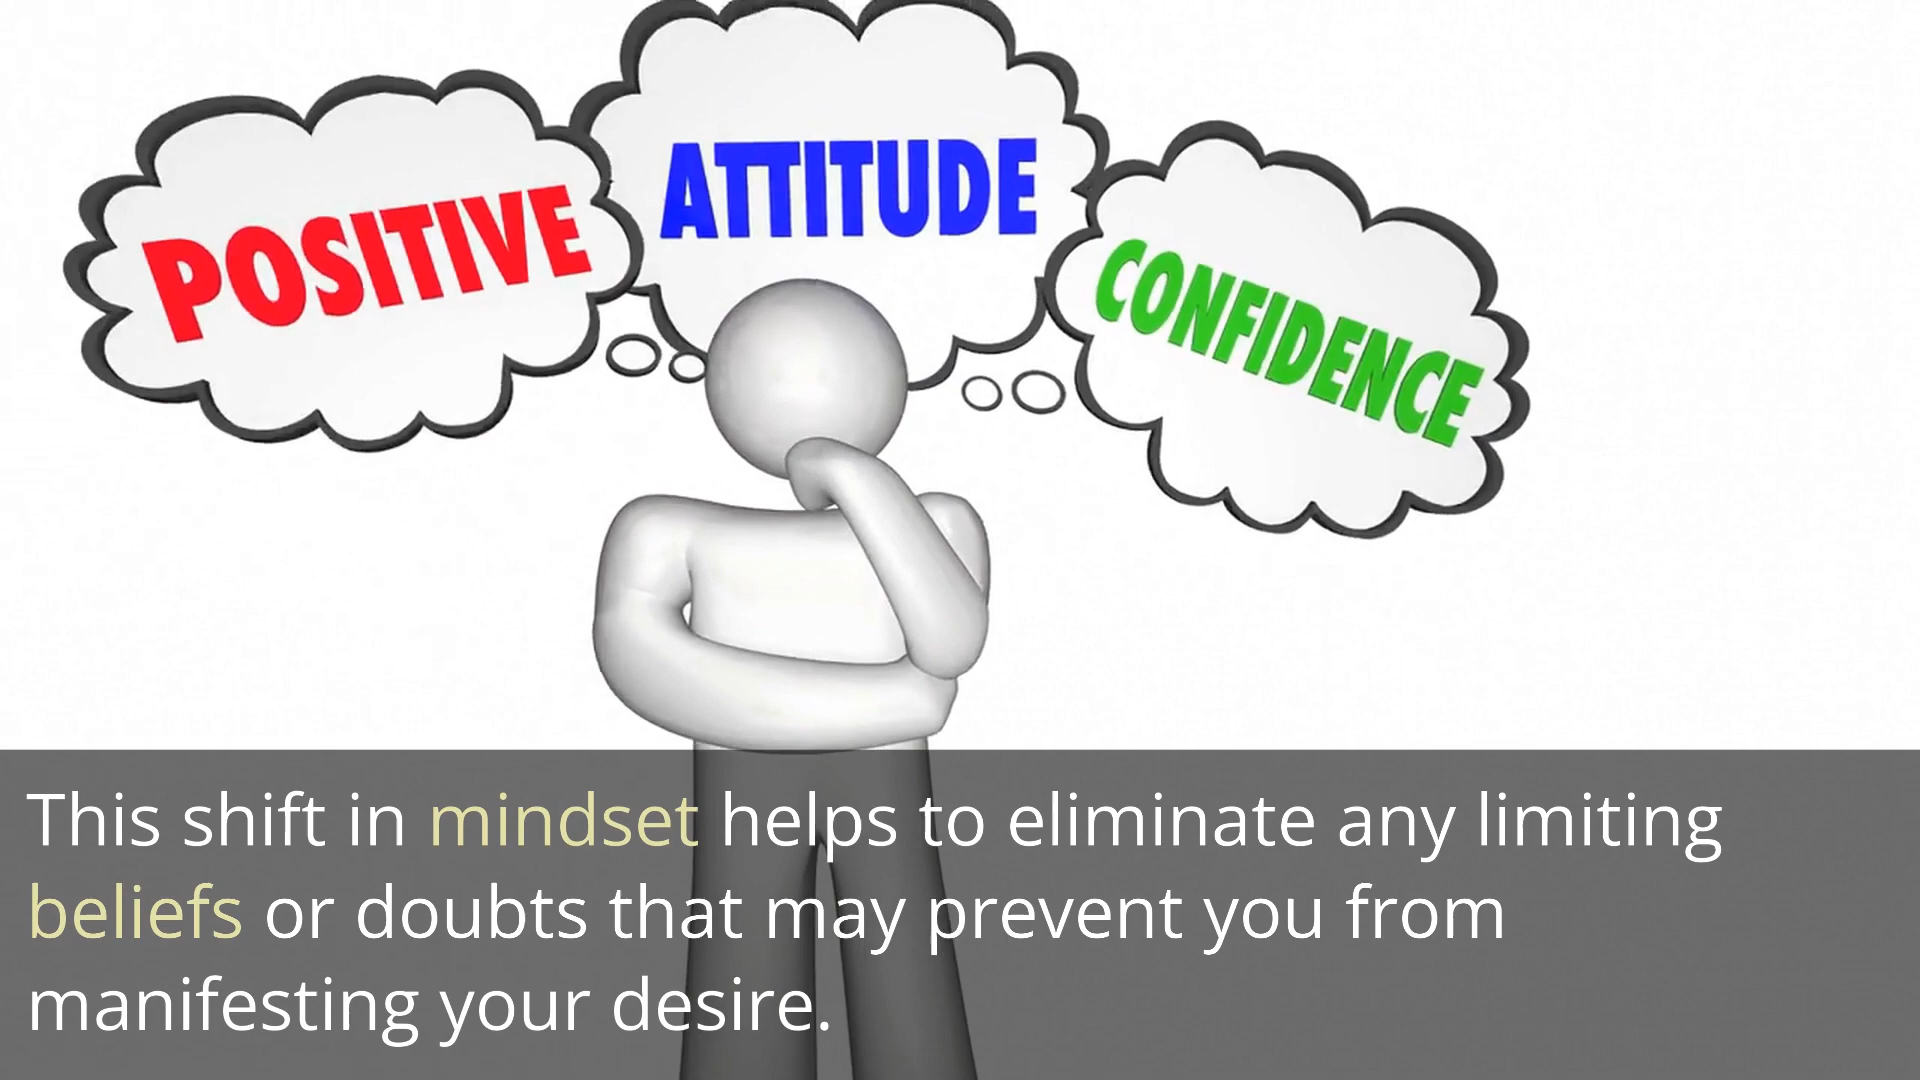 POSITIVE
ATTITUDE
CONFIDENCE
This shift in mindset helps to eliminate any limiting
beliefs or doubts that may prevent you from
manifesting your desire.